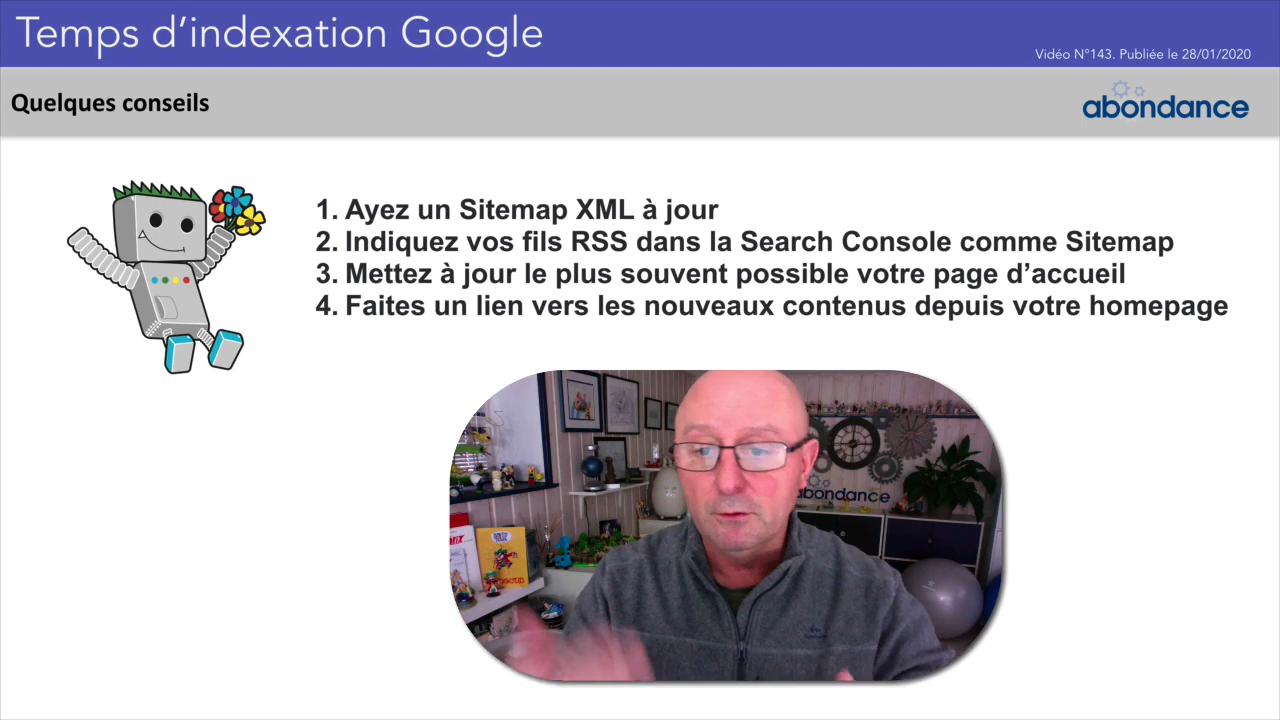 Temps d’indexation Google
Vidéo N°143. Publiée le 28/01/2020
Quelques conseils
abondance
1. Ayez un Sitemap XML à jour
2. Indiquez vos fils RSS dans la Search Console comme Sitemap
3. Mettez à jour le plus souvent possible votre page d’accueil
4. Faites un lien vers les nouveaux contenus depuis votre homepage
abondance